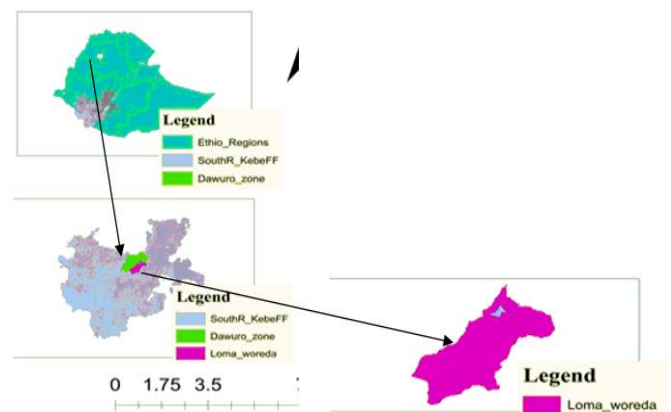 Legend
Ethio_Regions
SouthR_KebeFF
Dawuro_zone
Legend
SouthR_KebeFF
Dawuro_zone
Loma_woreda
0 1.75 3.5
Legend
Loma_woreda